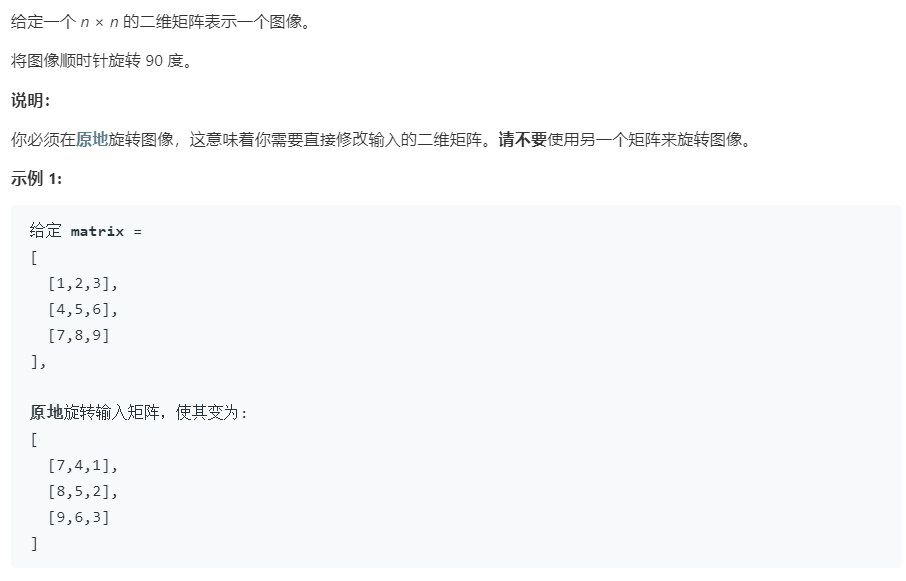 给定一个 n × n 的二维矩阵表示一个图像。
将图像顺时针旋转 90 度。
说明：
你必须在原地旋转图像，这意味着你需要直接修改输入的二维矩阵。请不要使用另一个矩阵来旋转图像。
示例 1:
给定 matrix =
[
[1,2,3],
[4,5,6],
[7,8,9]
],
原地旋转输入矩阵，使其变为:
[
[7,4,1],
[8,5,2],
[9,6,3]
]